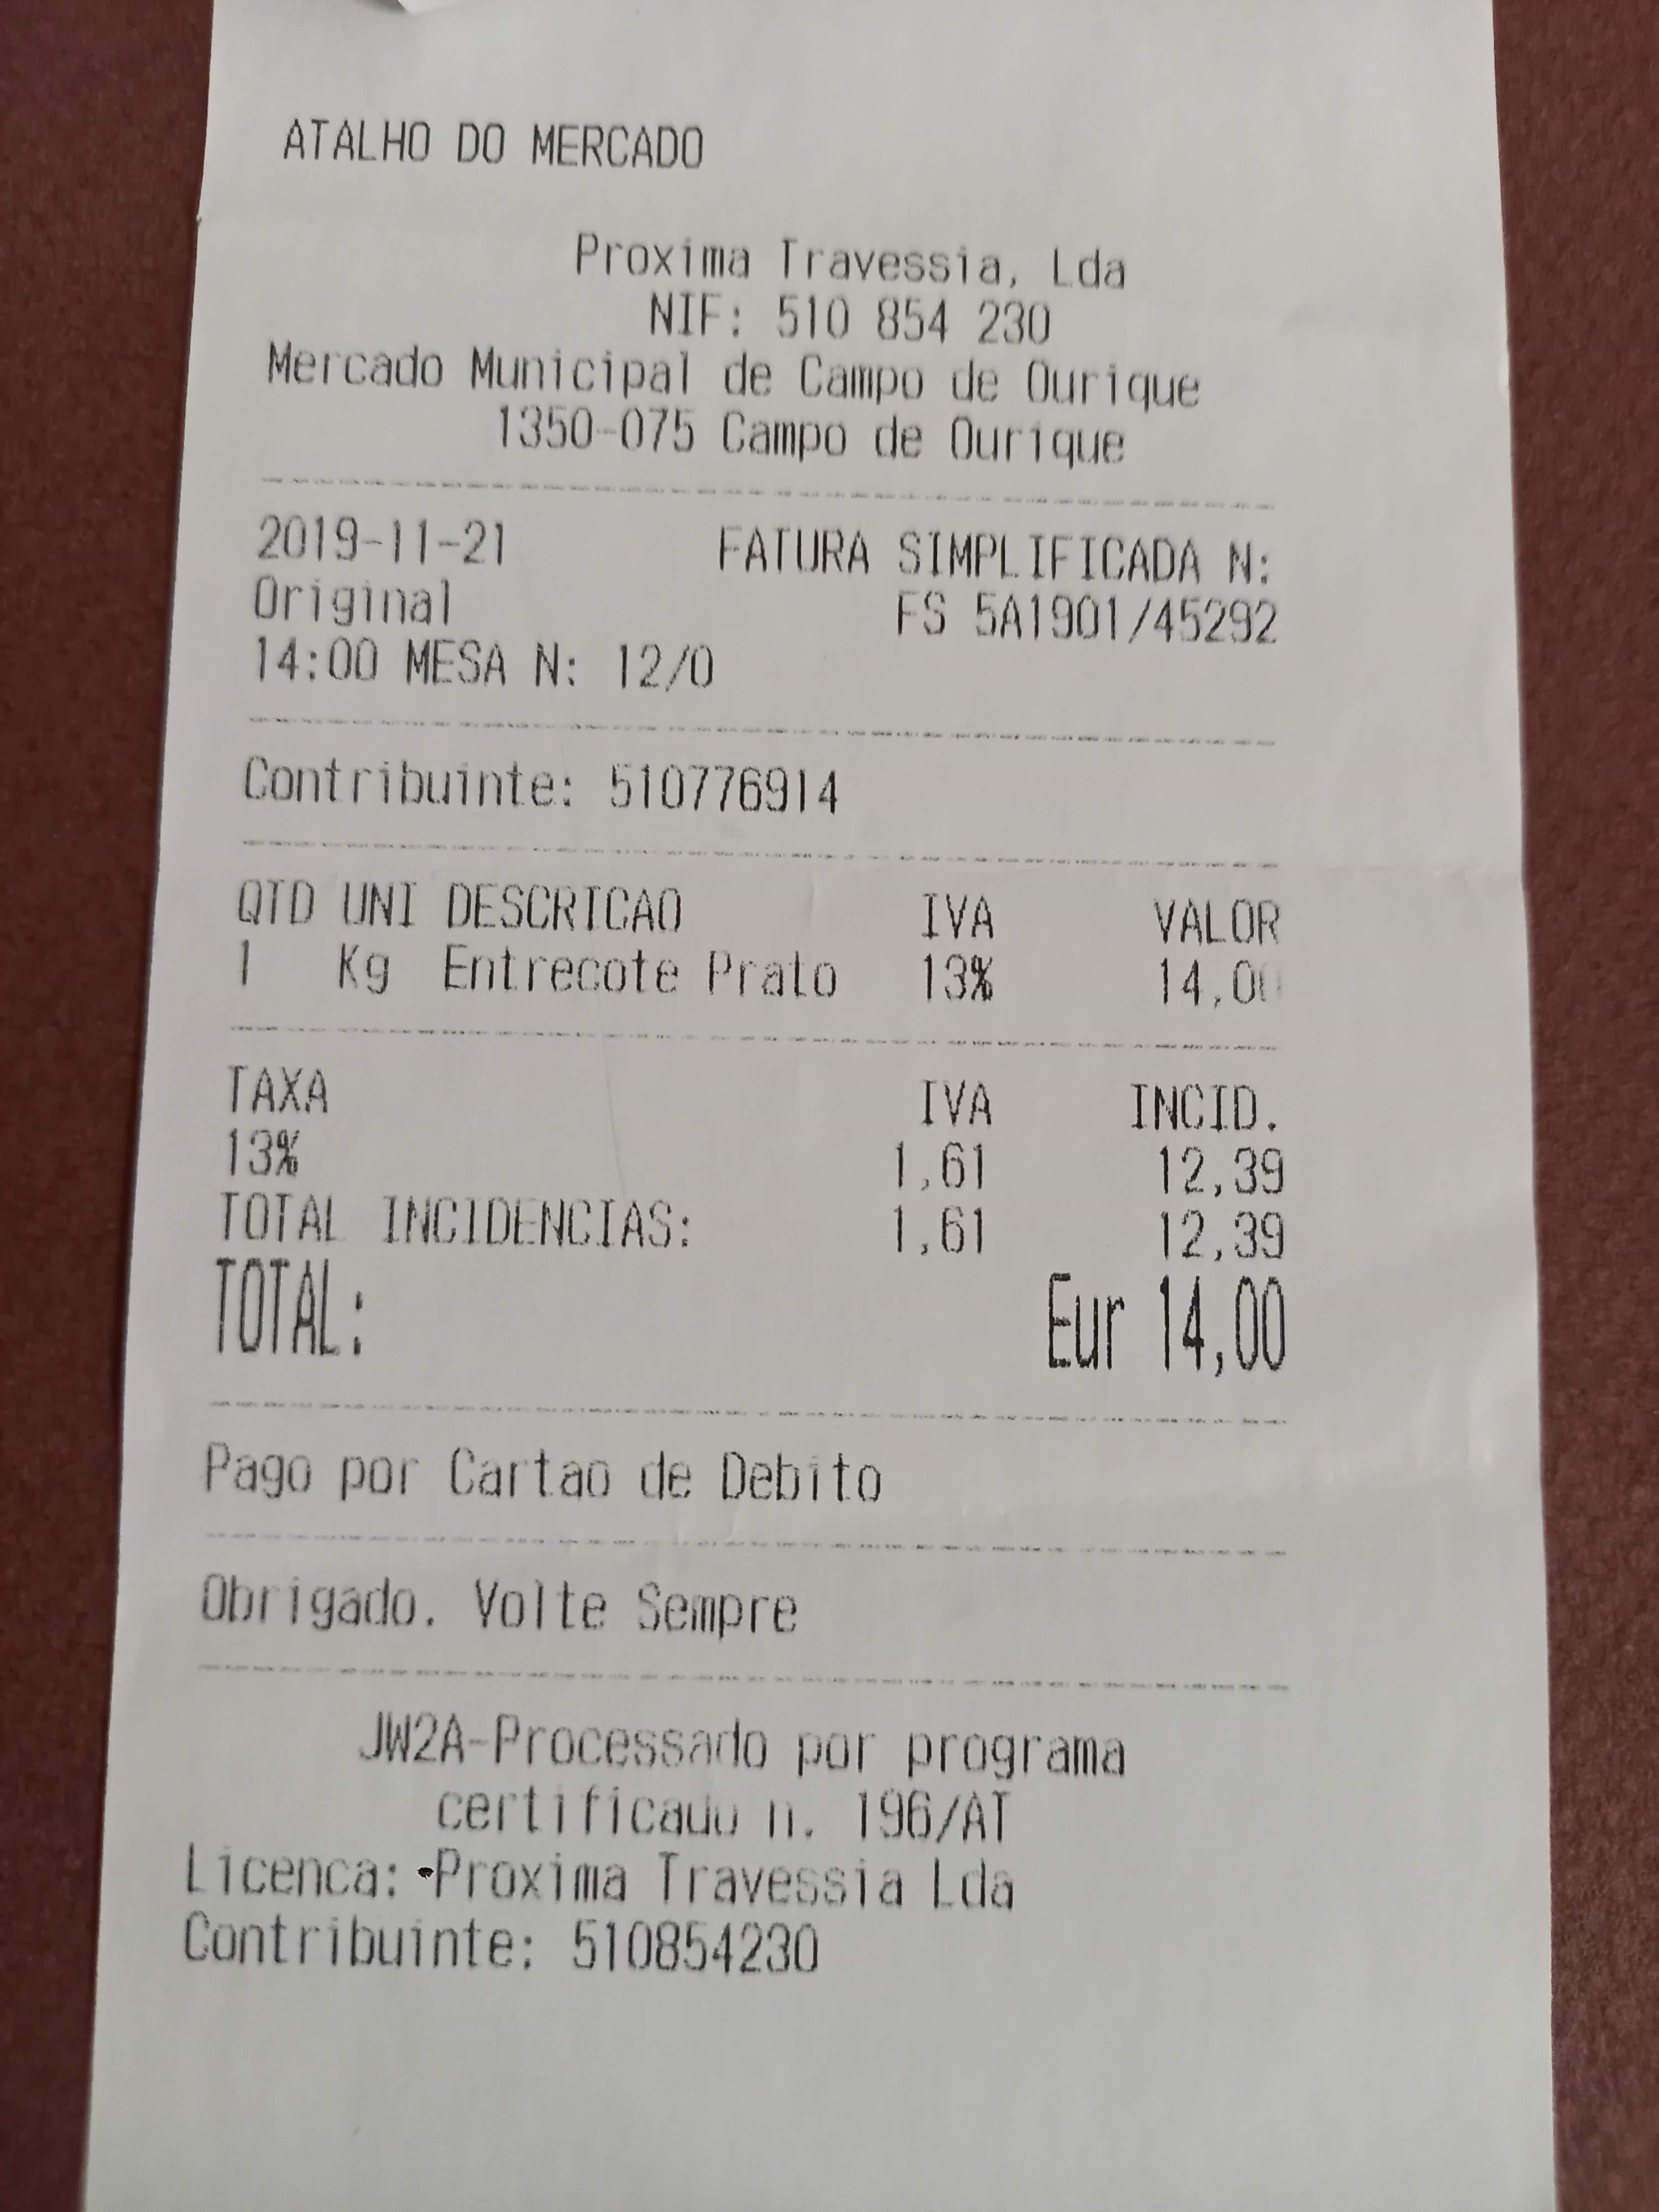 ATALHO DO MERCADO
Proxima Travessia, Lda
NIF: 510 854 230
Mercado Municipal de Campo de Ourique
1350-075 Campo de Ourique
2019-11-21 FATURA SIMPLIFICADA N:
Original FS 5A1901/45292
14:00 MESA N: 12/0
Contribuinte: 510776914
QTD UNI DESCRICAO IVA VALOR
1 Kg Entrecote Prato 13% 14,00
TAXA IVA INCID.
13% 1,61 12,39
TOTAL INCIDENCIAS: 1,61 12,39
TOTAL: Eur 14,00
Pago por Cartao de Debito
Obrigado. Volte Sempre
JW2A-Processado por programa
certificado n. 196/AT
Licenca: Proxima Travessia Lda
Contribuinte: 510854230